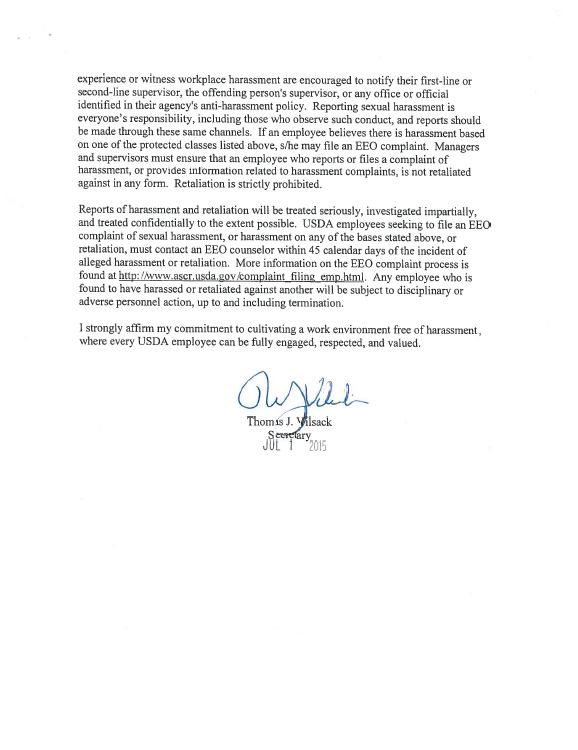 experience or witness workplace harassment are encouraged to notify their first-line or
second-line supervisor, the offending person's supervisor, or any office or official
identified in their agency's anti-harassment policy. Reporting sexual harassment is
everyone's responsibility, including those who observe such conduct, and reports should
be made through these same channels. If an employee believes there is harassment based
on one of the protected classes listed above, s/he may file an EEO complaint. Managers
and supervisors must ensure that an employee who reports or files a complaint of
harassment, or provides information related to harassment complaints, is not retaliated
against in any form. Retaliation is strictly prohibited.
Reports of harassment and retaliation will be treated seriously, investigated impartially,
and treated confidentially to the extent possible. USDA employees seeking to file an EEO
complaint of sexual harassment, or harassment on any of the bases stated above, or
retaliation, must contact an EEO counselor within 45 calendar days of the incident of
alleged harassment or retaliation. More information on the EEO complaint process is
found at http://www.ascr.usda.gov/complaint_filing_emp.html. Any employee who is
found to have harassed or retaliated against another will be subject to disciplinary or
adverse personnel action, up to and including termination.
I strongly affirm my commitment to cultivating a work environment free of harassment,
where every USDA employee can be fully engaged, respected, and valued.
Thomas J. Vilsack
Secretary
JUL 1 2015